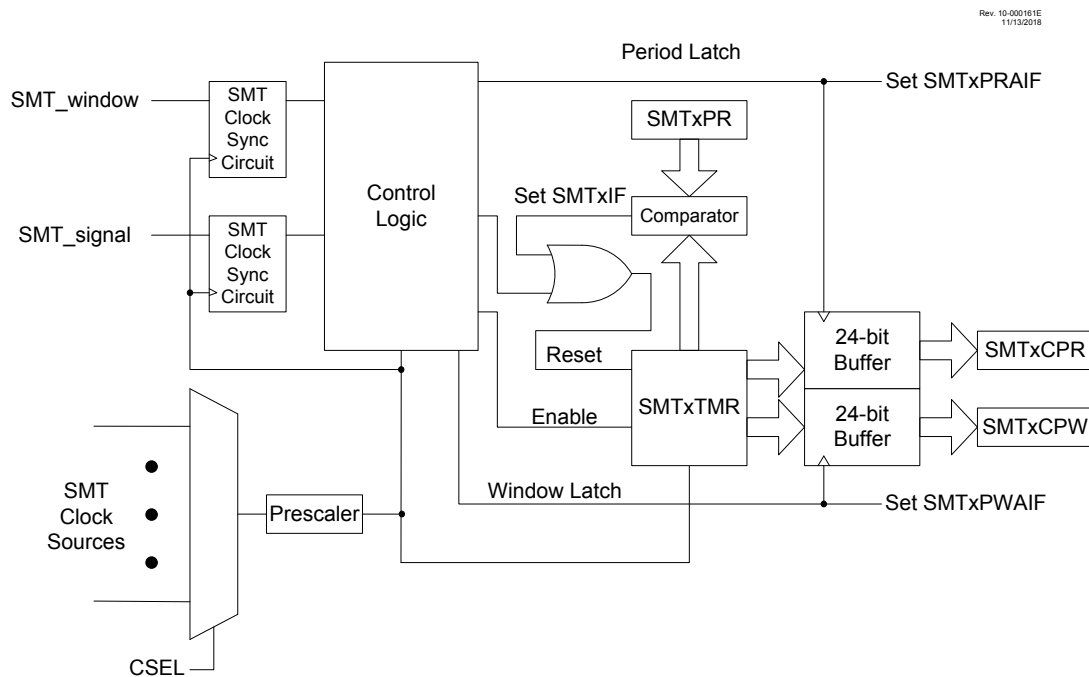 Rev. 10-000161E
11/13/2018
Period Latch
SMT_window
SMT
Clock
Sync
Circuit
Set SMTxPRAIF
SMTxPR
Control
Logic
Set SMTxIF
Comparator
SMT_signal
SMT
Clock
Sync
Circuit
24-bit
Buffer
SMTxCPR
Reset
SMTxTMR
Enable
24-bit
Buffer
SMTxCPW
Window Latch
Set SMTxPWAIF
SMT
Clock
Sources
Prescaler
CSEL